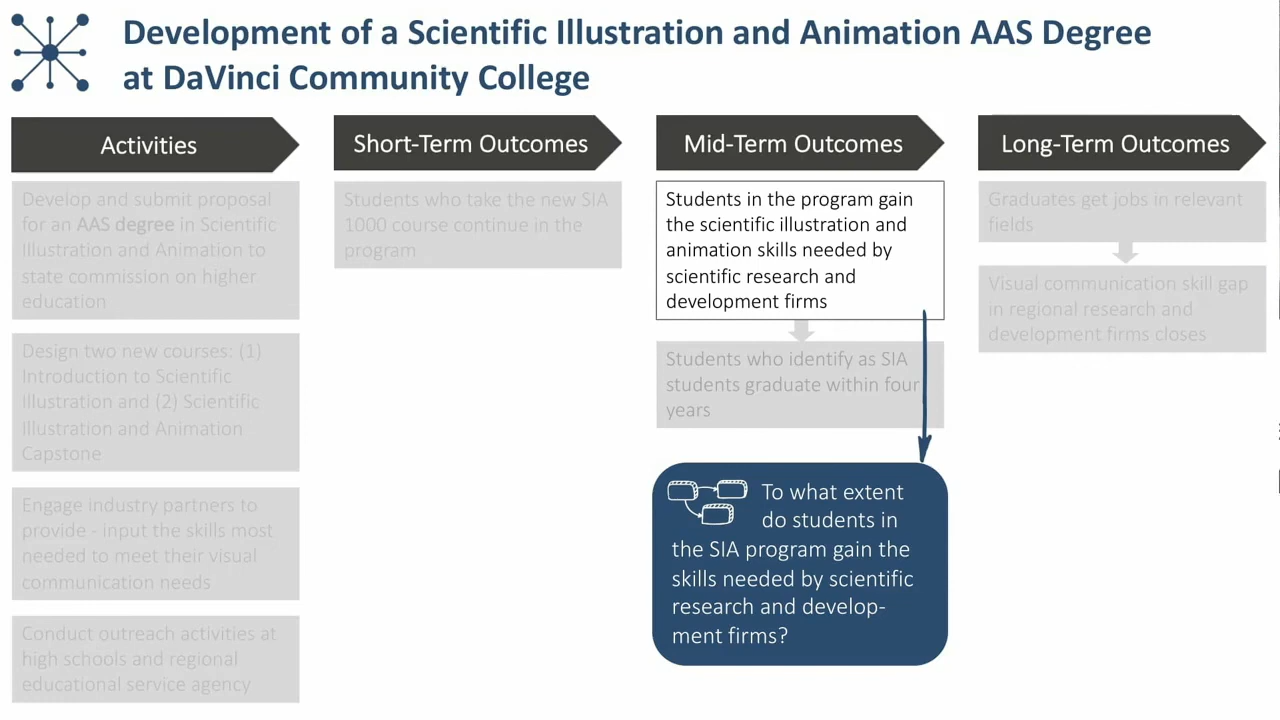 Development of a Scientific Illustration and Animation AAS Degree
at DaVinci Community College
Activities
Develop and submit proposal
for an AAS degree in Scientific
Illustration and Animation to
state commission on higher
education
Design two new courses: (1)
Introduction to Scientific
Illustration and (2) Scientific
Illustration and Animation
Capstone
Engage industry partners to
provide - input the skills most
needed to meet their visual
communication needs
Conduct outreach activities at
high schools and regional
educational service agency
Short-Term Outcomes
Students who take the new SIA
1000 course continue in the
program
Mid-Term Outcomes
Students in the program gain
the scientific illustration and
animation skills needed by
scientific research and
development firms
Students who identify as SIA
students graduate within four
years
To what extent
do students in
the SIA program gain the
skills needed by scientific
research and develop-
ment firms?
Long-Term Outcomes
Graduates get jobs in relevant
fields
Visual communication skill gap
in regional research and
development firms closes